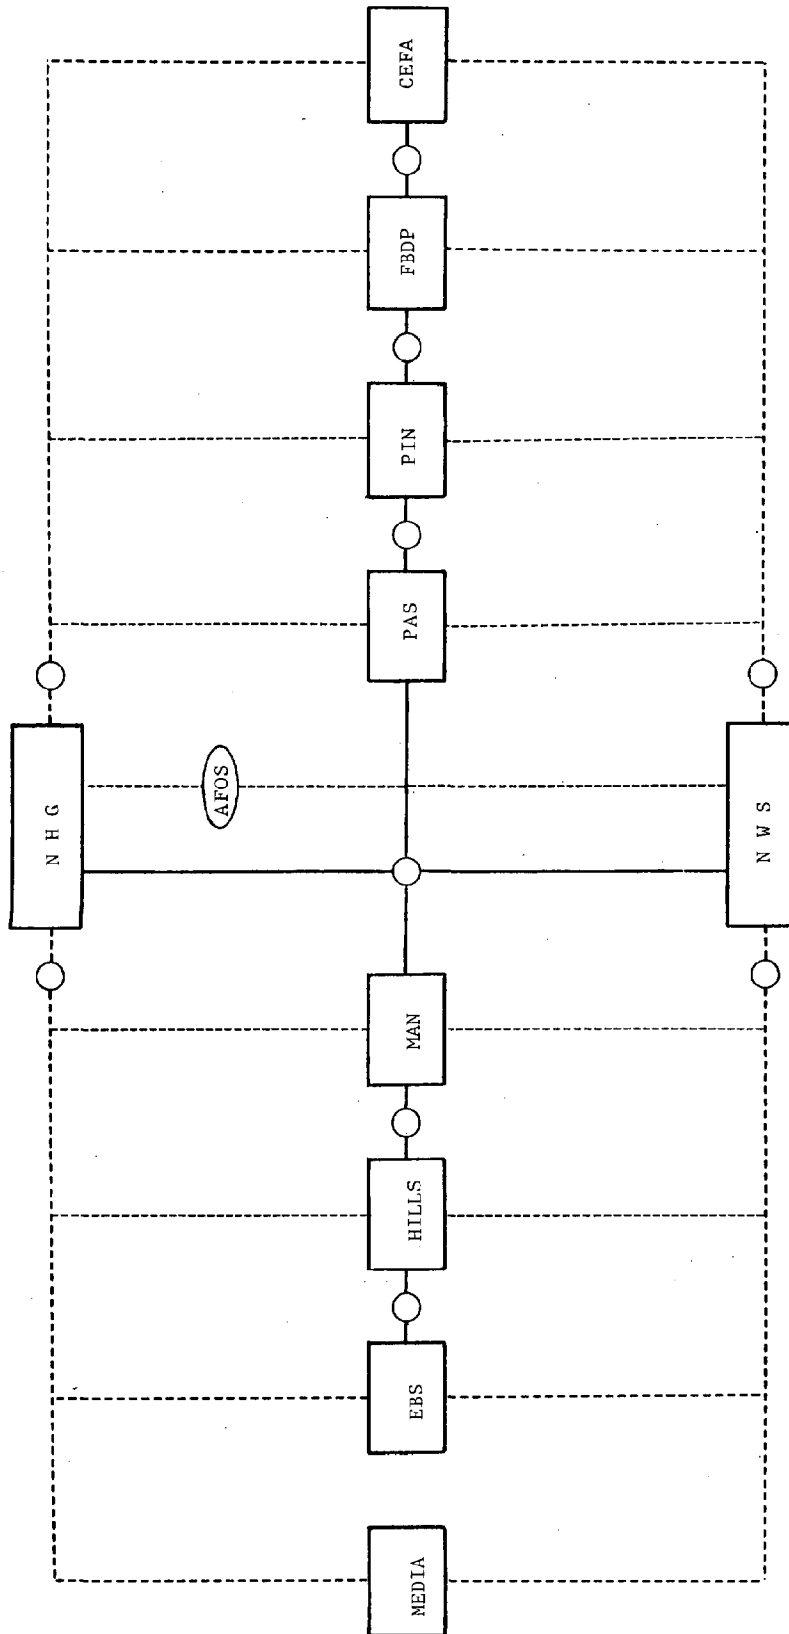 CEFA
FBDP
PIN
PAS
N H G
AFOS
N W S
MAN
HILLS
EBS
MEDIA